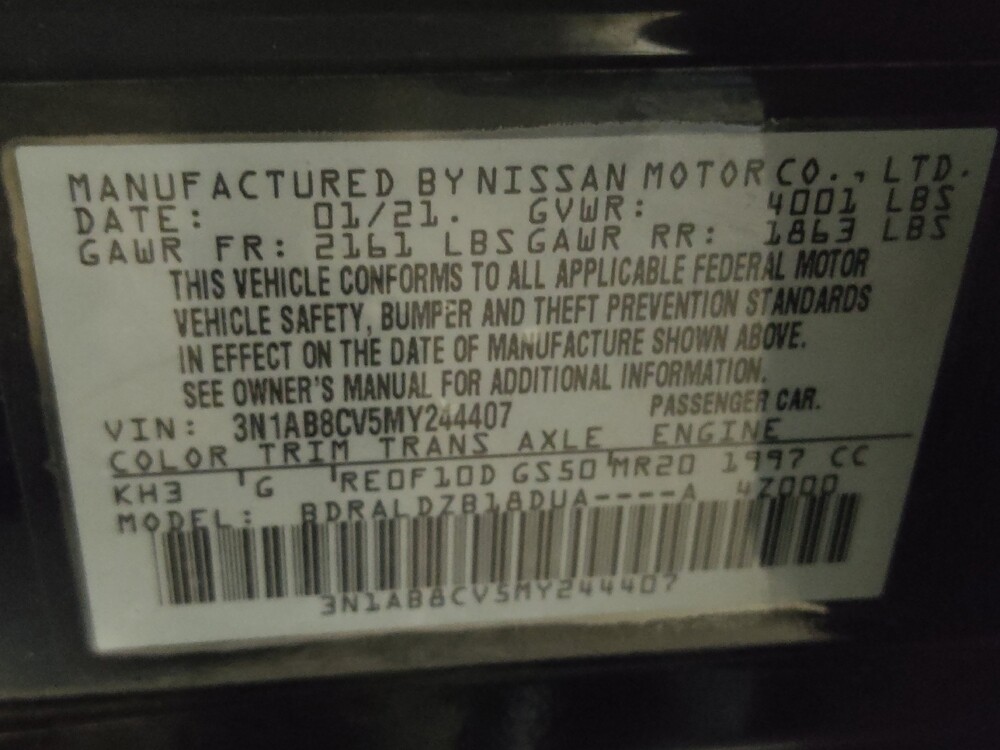 MANUFACTURED BY NISSAN MOTOR CO., LTD.
DATE: 01/21. GVWR: 4001 LBS
GAWR FR: 2161 LBS GAWR RR: 1863 LBS
THIS VEHICLE CONFORMS TO ALL APPLICABLE FEDERAL MOTOR
VEHICLE SAFETY, BUMPER AND THEFT PREVENTION STANDARDS
IN EFFECT ON THE DATE OF MANUFACTURE SHOWN ABOVE.
SEE OWNER'S MANUAL FOR ADDITIONAL INFORMATION.
VIN: 3N1AB8CV5MY244407 PASSENGER CAR.
COLOR TRIM TRANS AXLE ENGINE
KH3 G RE0F10D GS50 MR20 1997 CC
MODEL: BDRALDZB18DUA----A 4Z000
3N1AB8CV5MY244407